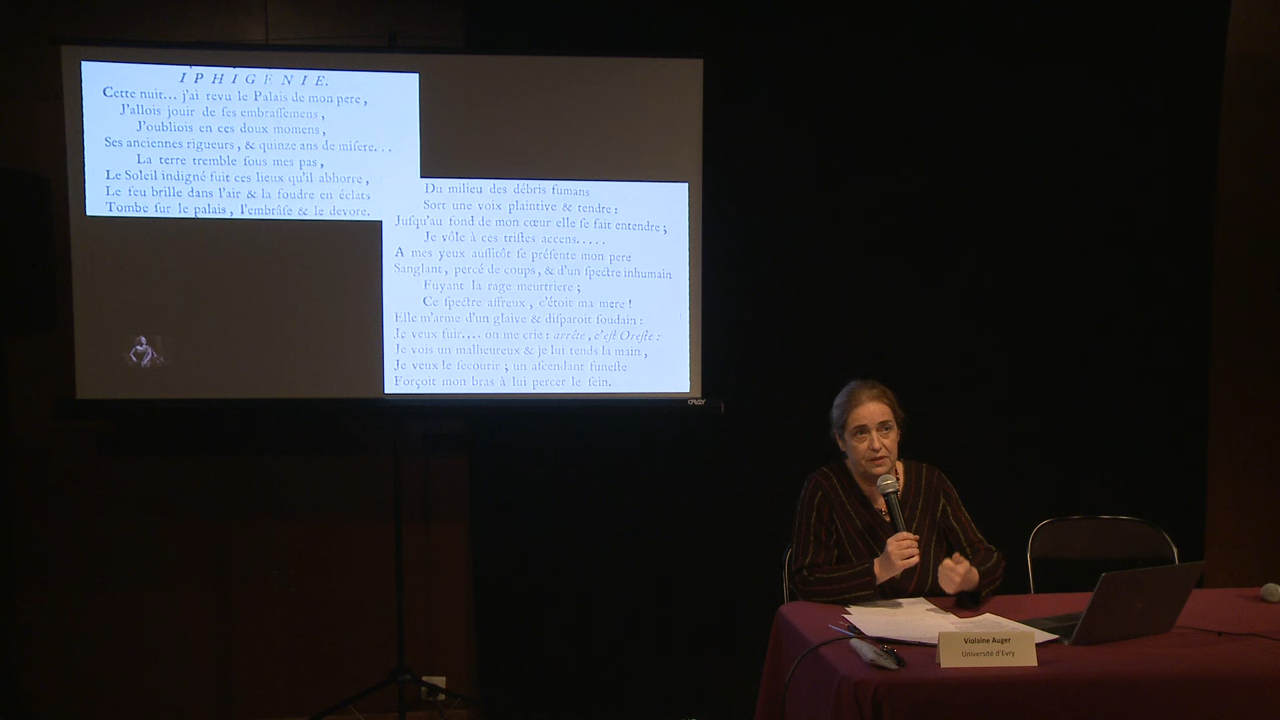 IPHIGENIE.
Cette nuit... j'ai revu le Palais de mon pere,
J'allois jouir de ſes embraſſemens,
J'oubliois en ces doux momens,
Ses anciennes rigueurs, & quinze ans de miſere...
La terre tremble ſous mes pas,
Le Soleil indigné fuit ces lieux qu'il abhorre,
Le feu brille dans l'air & la foudre en éclats
Tombe ſur le palais, l'embrâſe & le devore.
Du milieu des débris fumans
Sort une voix plaintive & tendre :
Juſqu'au fond de mon cœur elle ſe fait entendre ;
Je vôle à ces triſtes accens.....
A mes yeux auſſitôt ſe préſente mon pere
Sanglant, percé de coups, & d'un ſpectre inhumain
Fuyant la rage meurtriere ;
Ce ſpectre affreux, c'étoit ma mere !
Elle m'arme d'un glaive & diſparoit ſoudain :
Je veux fuir.... on me crie : arrête, c'eſt Oreſte :
Je vois un malheureux & je lui tends la main,
Je veux le ſecourir ; un aſcendant funeſte
Forçoit mon bras à lui percer le ſein.
ORAY
Violaine Auger
Université d'Evry